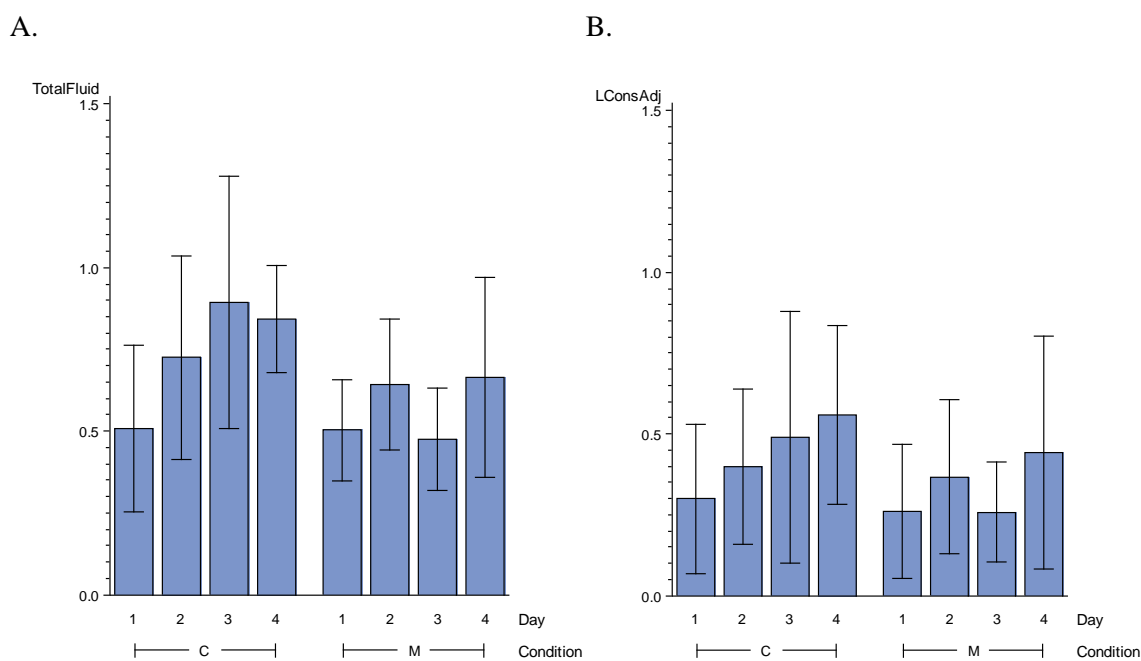 A.
TotalFluid
1.5
1.0
0.5
0.0
1 2 3 4 1 2 3 4 Day
C M Condition
B.
LConsAdj
1.5
1.0
0.5
0.0
1 2 3 4 1 2 3 4 Day
C M Condition